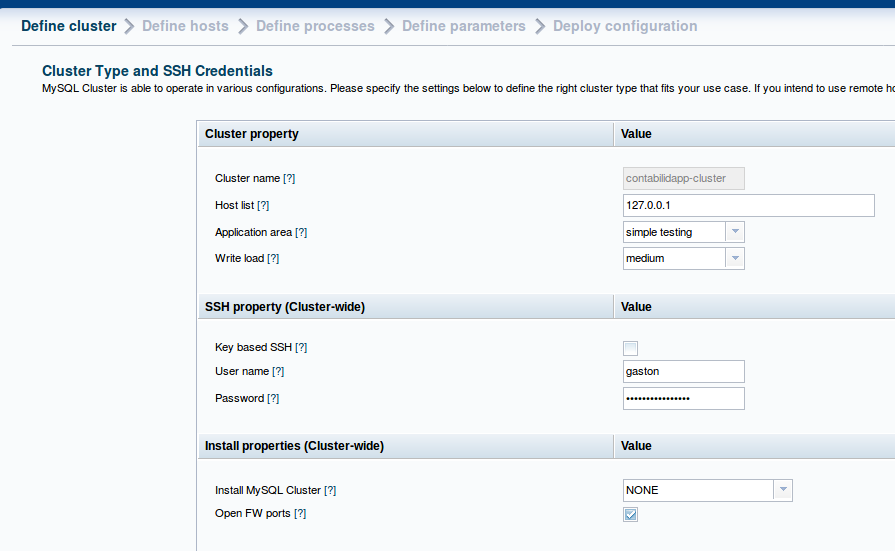 Define cluster Define hosts Define processes Define parameters Deploy configuration
Cluster Type and SSH Credentials
MySQL Cluster is able to operate in various configurations. Please specify the settings below to define the right cluster type that fits your use case. If you intend to use remote
Cluster property Value
Cluster name [?] contabilidapp-cluster
Host list [?] 127.0.0.1
Application area [?] simple testing
Write load [?] medium
SSH property (Cluster-wide) Value
Key based SSH [?]
User name [?] gaston
Password [?] ••••••••••••••••
Install properties (Cluster-wide) Value
Install MySQL Cluster [?] NONE
Open FW ports [?]